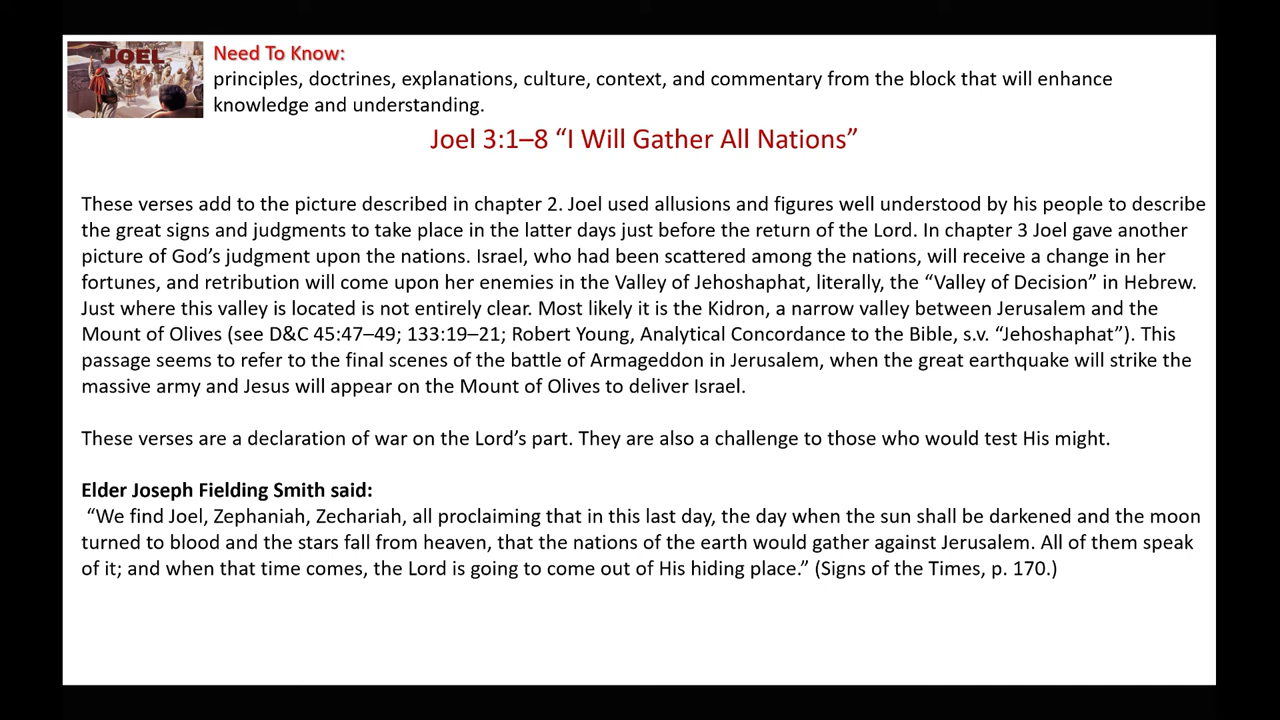 JOEL
Need To Know:
principles, doctrines, explanations, culture, context, and commentary from the block that will enhance
knowledge and understanding.
Joel 3:1–8 “I Will Gather All Nations”
These verses add to the picture described in chapter 2. Joel used allusions and figures well understood by his people to describe
the great signs and judgments to take place in the latter days just before the return of the Lord. In chapter 3 Joel gave another
picture of God’s judgment upon the nations. Israel, who had been scattered among the nations, will receive a change in her
fortunes, and retribution will come upon her enemies in the Valley of Jehoshaphat, literally, the “Valley of Decision” in Hebrew.
Just where this valley is located is not entirely clear. Most likely it is the Kidron, a narrow valley between Jerusalem and the
Mount of Olives (see D&C 45:47–49; 133:19–21; Robert Young, Analytical Concordance to the Bible, s.v. “Jehoshaphat”). This
passage seems to refer to the final scenes of the battle of Armageddon in Jerusalem, when the great earthquake will strike the
massive army and Jesus will appear on the Mount of Olives to deliver Israel.
These verses are a declaration of war on the Lord’s part. They are also a challenge to those who would test His might.
Elder Joseph Fielding Smith said:
“We find Joel, Zephaniah, Zechariah, all proclaiming that in this last day, the day when the sun shall be darkened and the moon
turned to blood and the stars fall from heaven, that the nations of the earth would gather against Jerusalem. All of them speak
of it; and when that time comes, the Lord is going to come out of His hiding place.” (Signs of the Times, p. 170.)